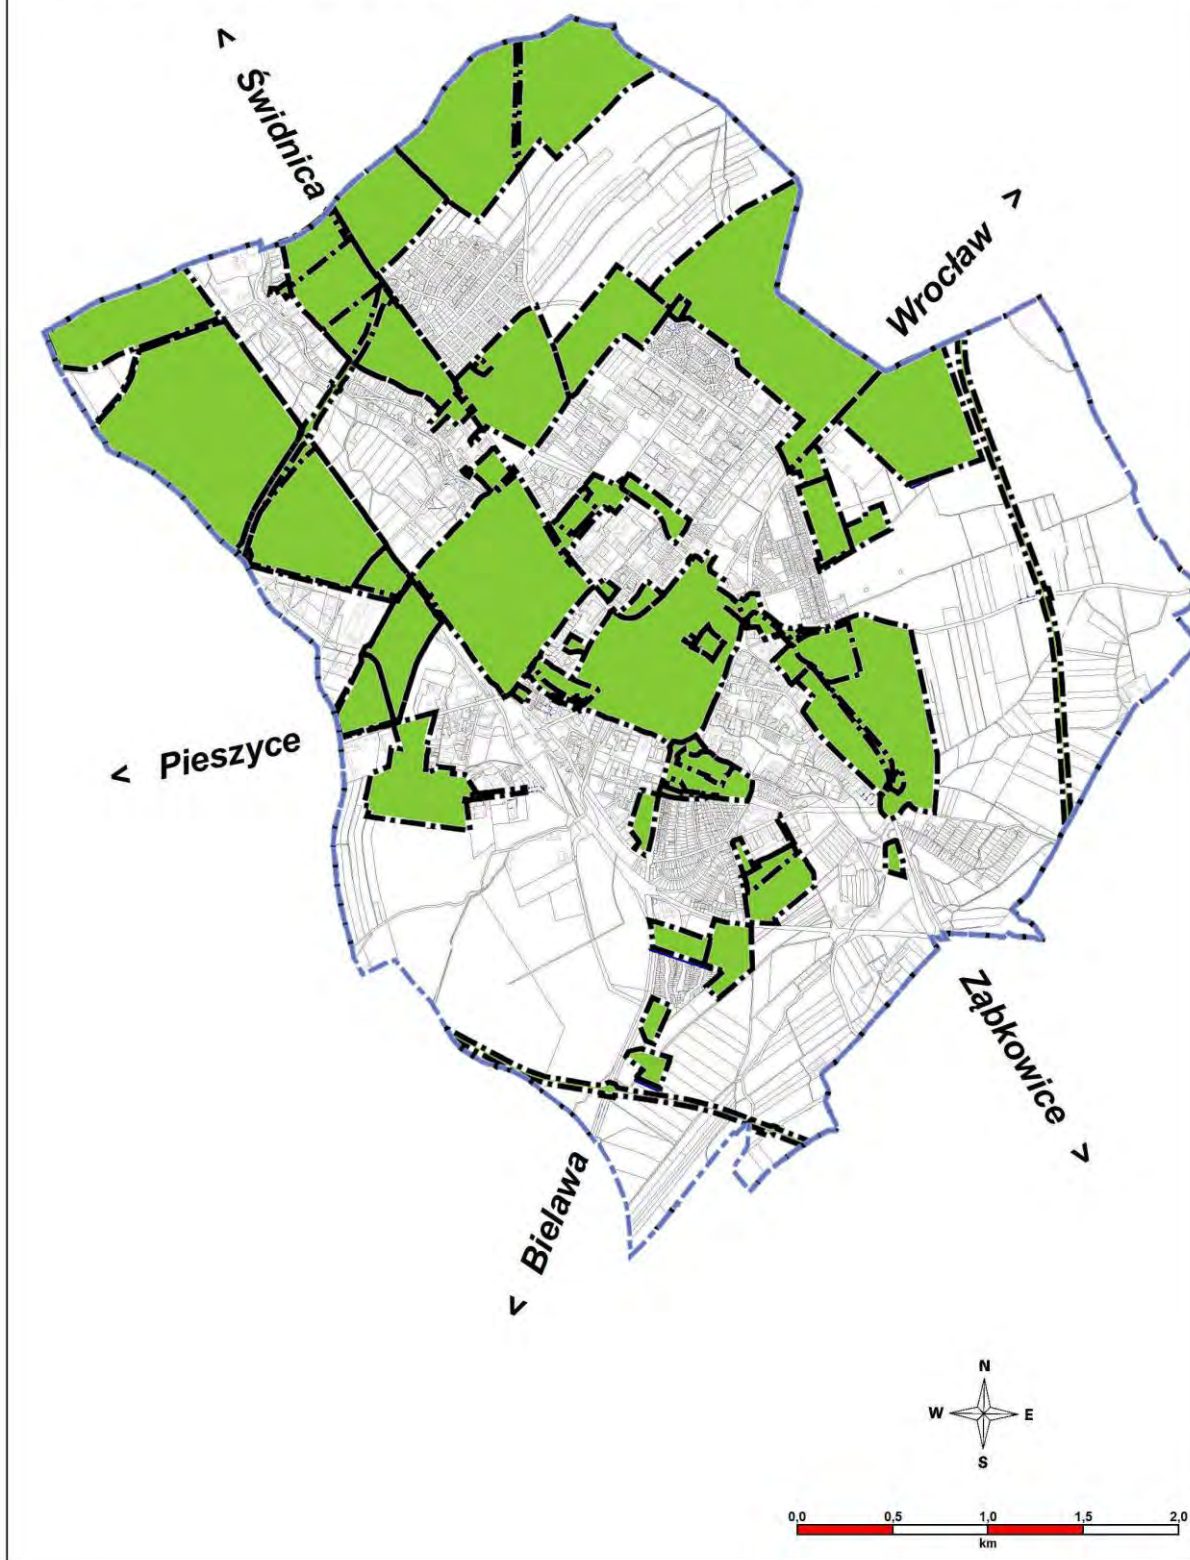 < Świdnica
Wrocław >
< Pieszyce
Ząbkowice >
< Bielawa
N
W E
S
0,0 0,5 1,0 1,5 2,0
km